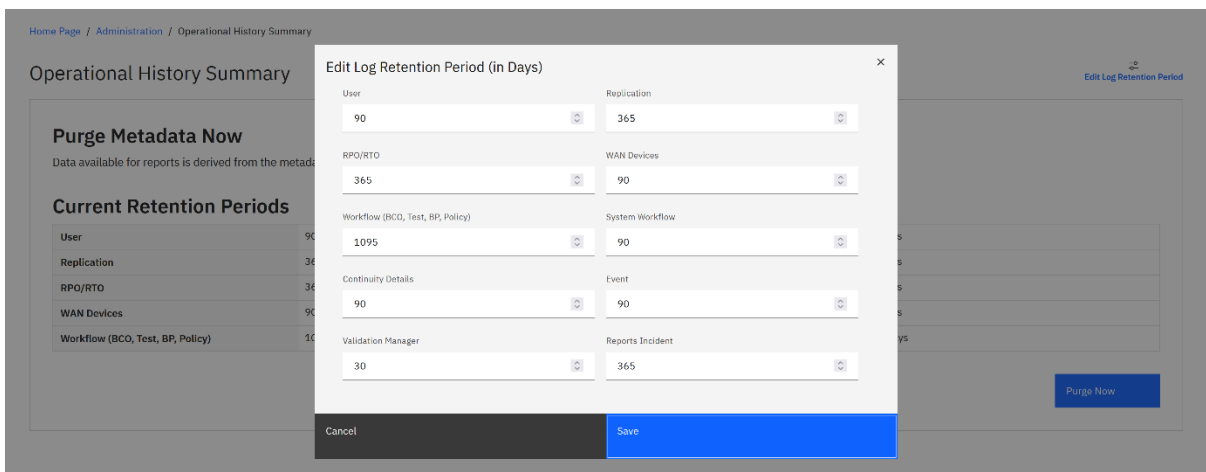 Home Page / Administration / Operational History Summary
Operational History Summary
Edit Log Retention Period
Purge Metadata Now
Data available for reports is derived from the
Current Retention Periods
User
Replication
RPO/RTO
WAN Devices
Workflow (BCO, Test, BP, Policy)
Purge Now
Edit Log Retention Period (in Days)
User
90
Replication
365
RPO/RTO
365
WAN Devices
90
Workflow (BCO, Test, BP, Policy)
1095
System Workflow
90
Continuity Details
90
Event
90
Validation Manager
30
Reports Incident
365
Cancel
Save